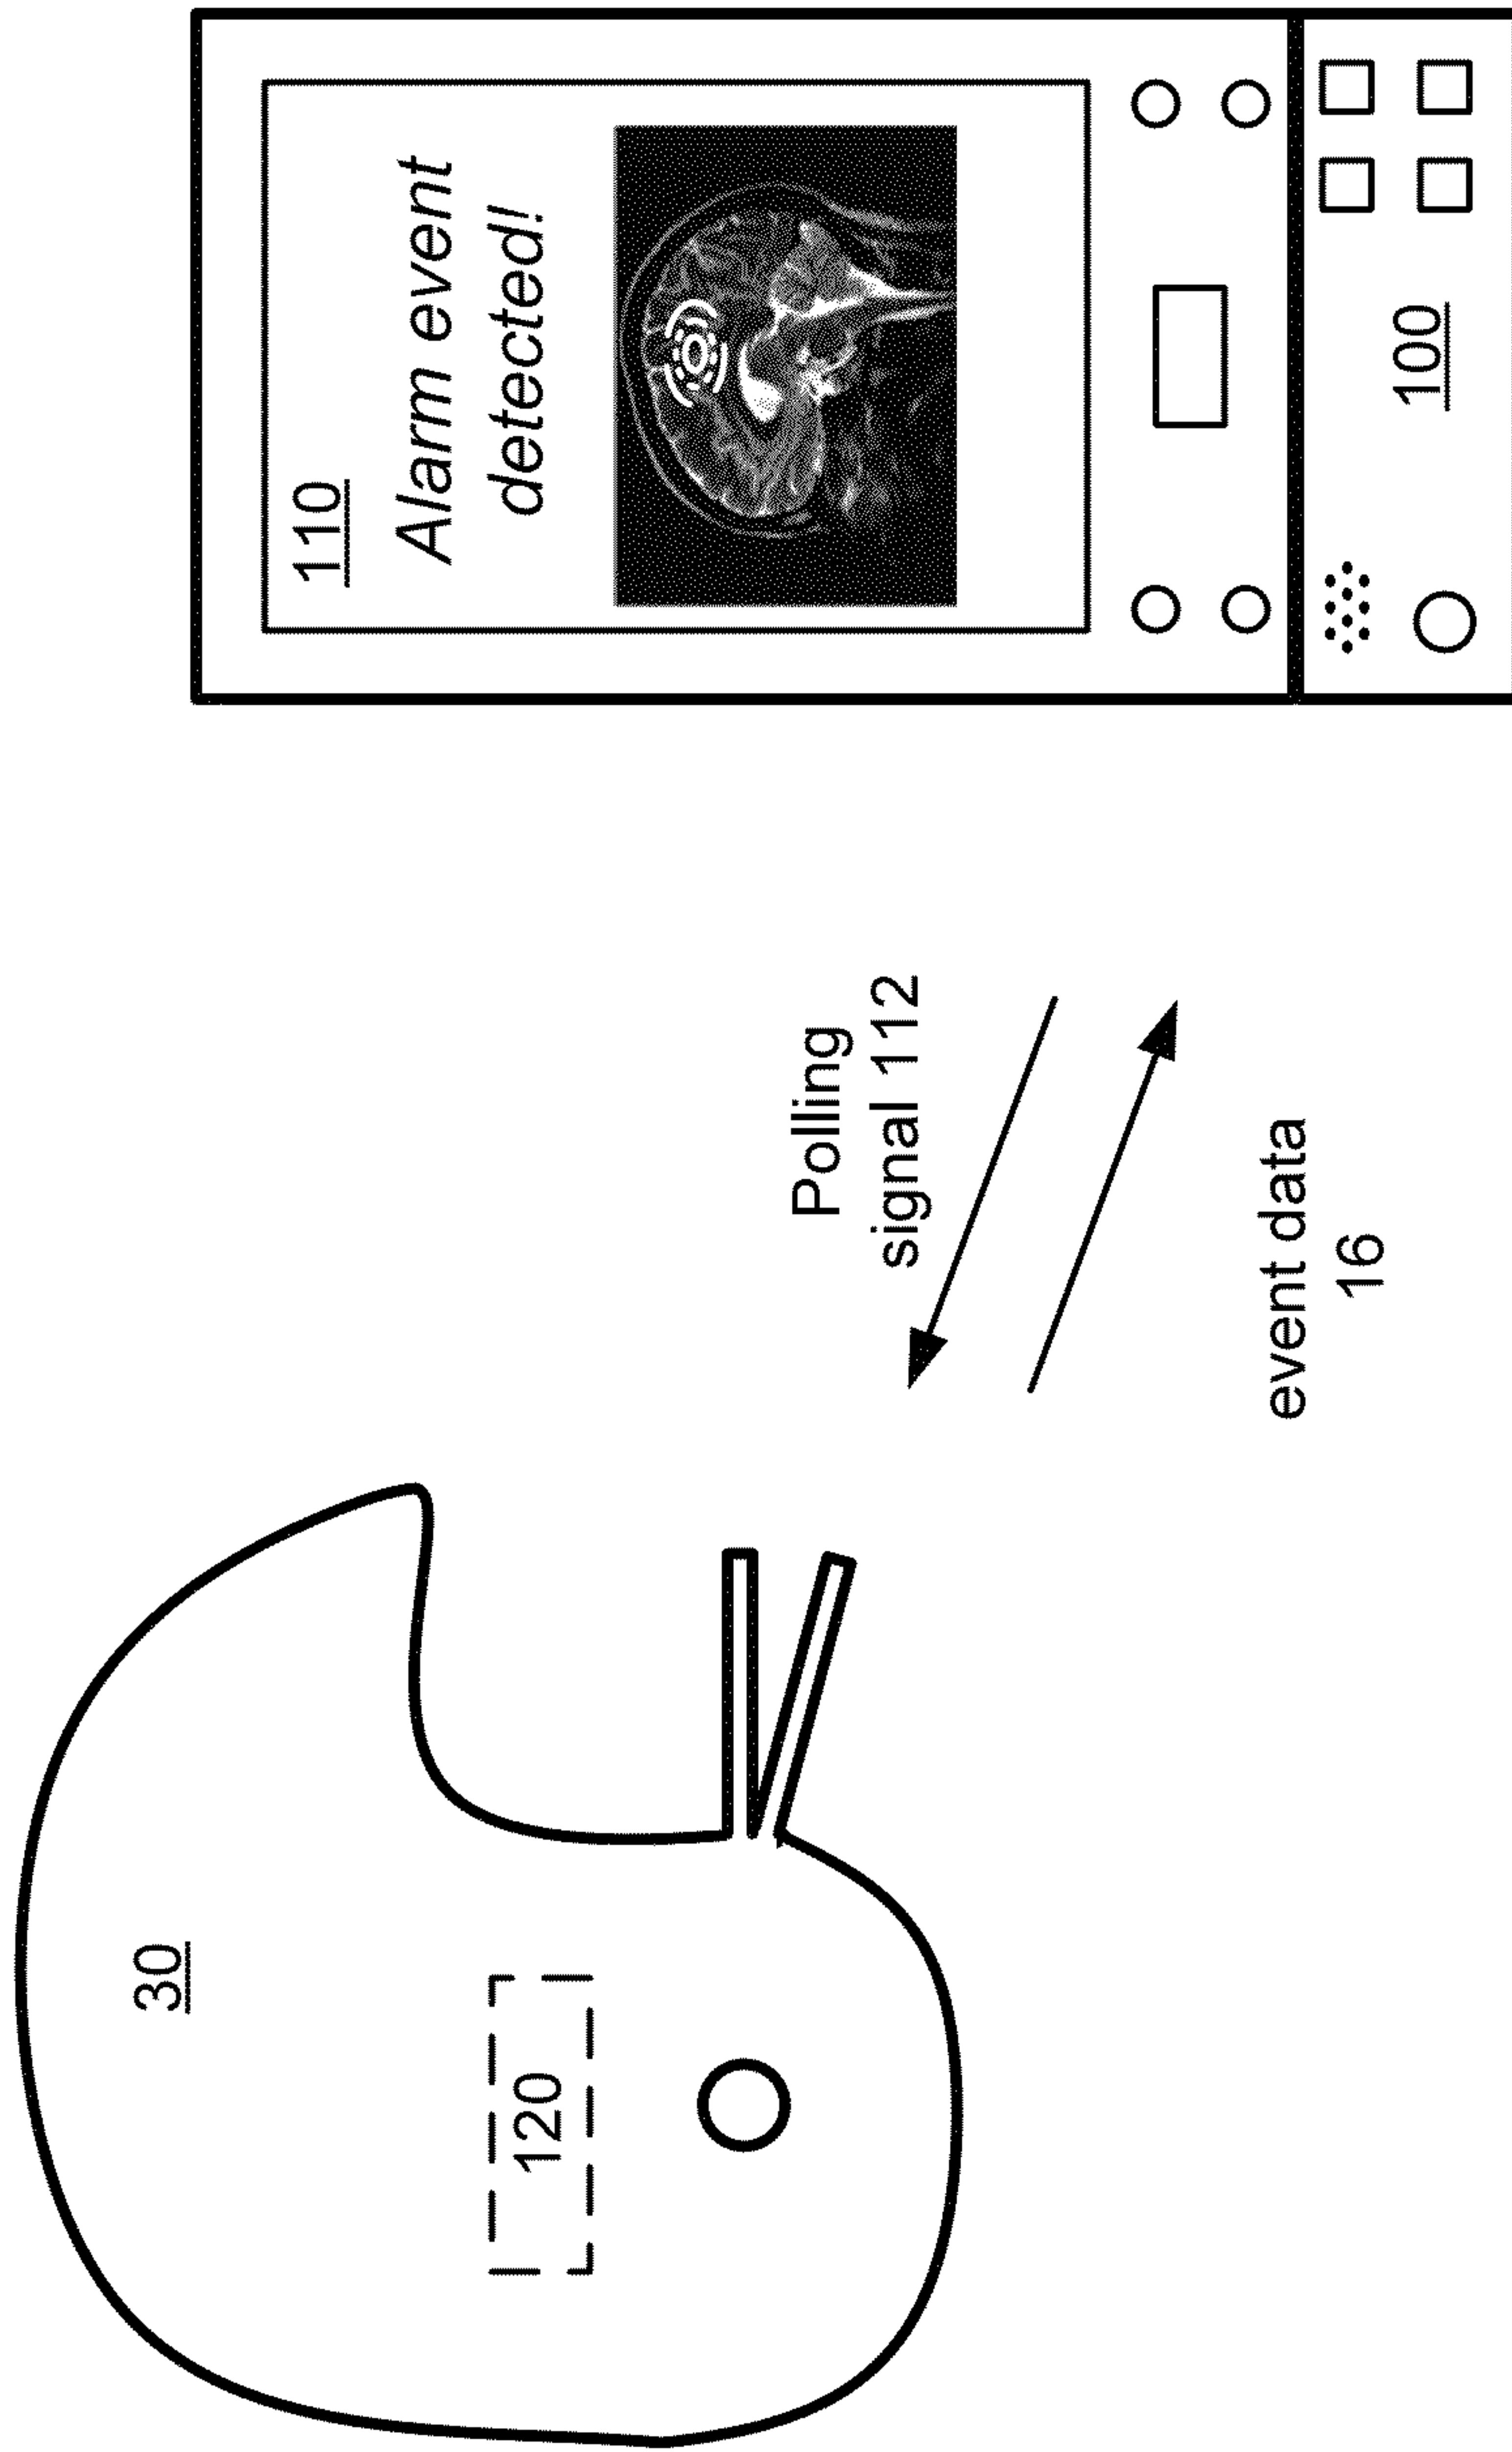 30
120
Polling
signal 112
event data
16
110
Alarm event
detected!
100